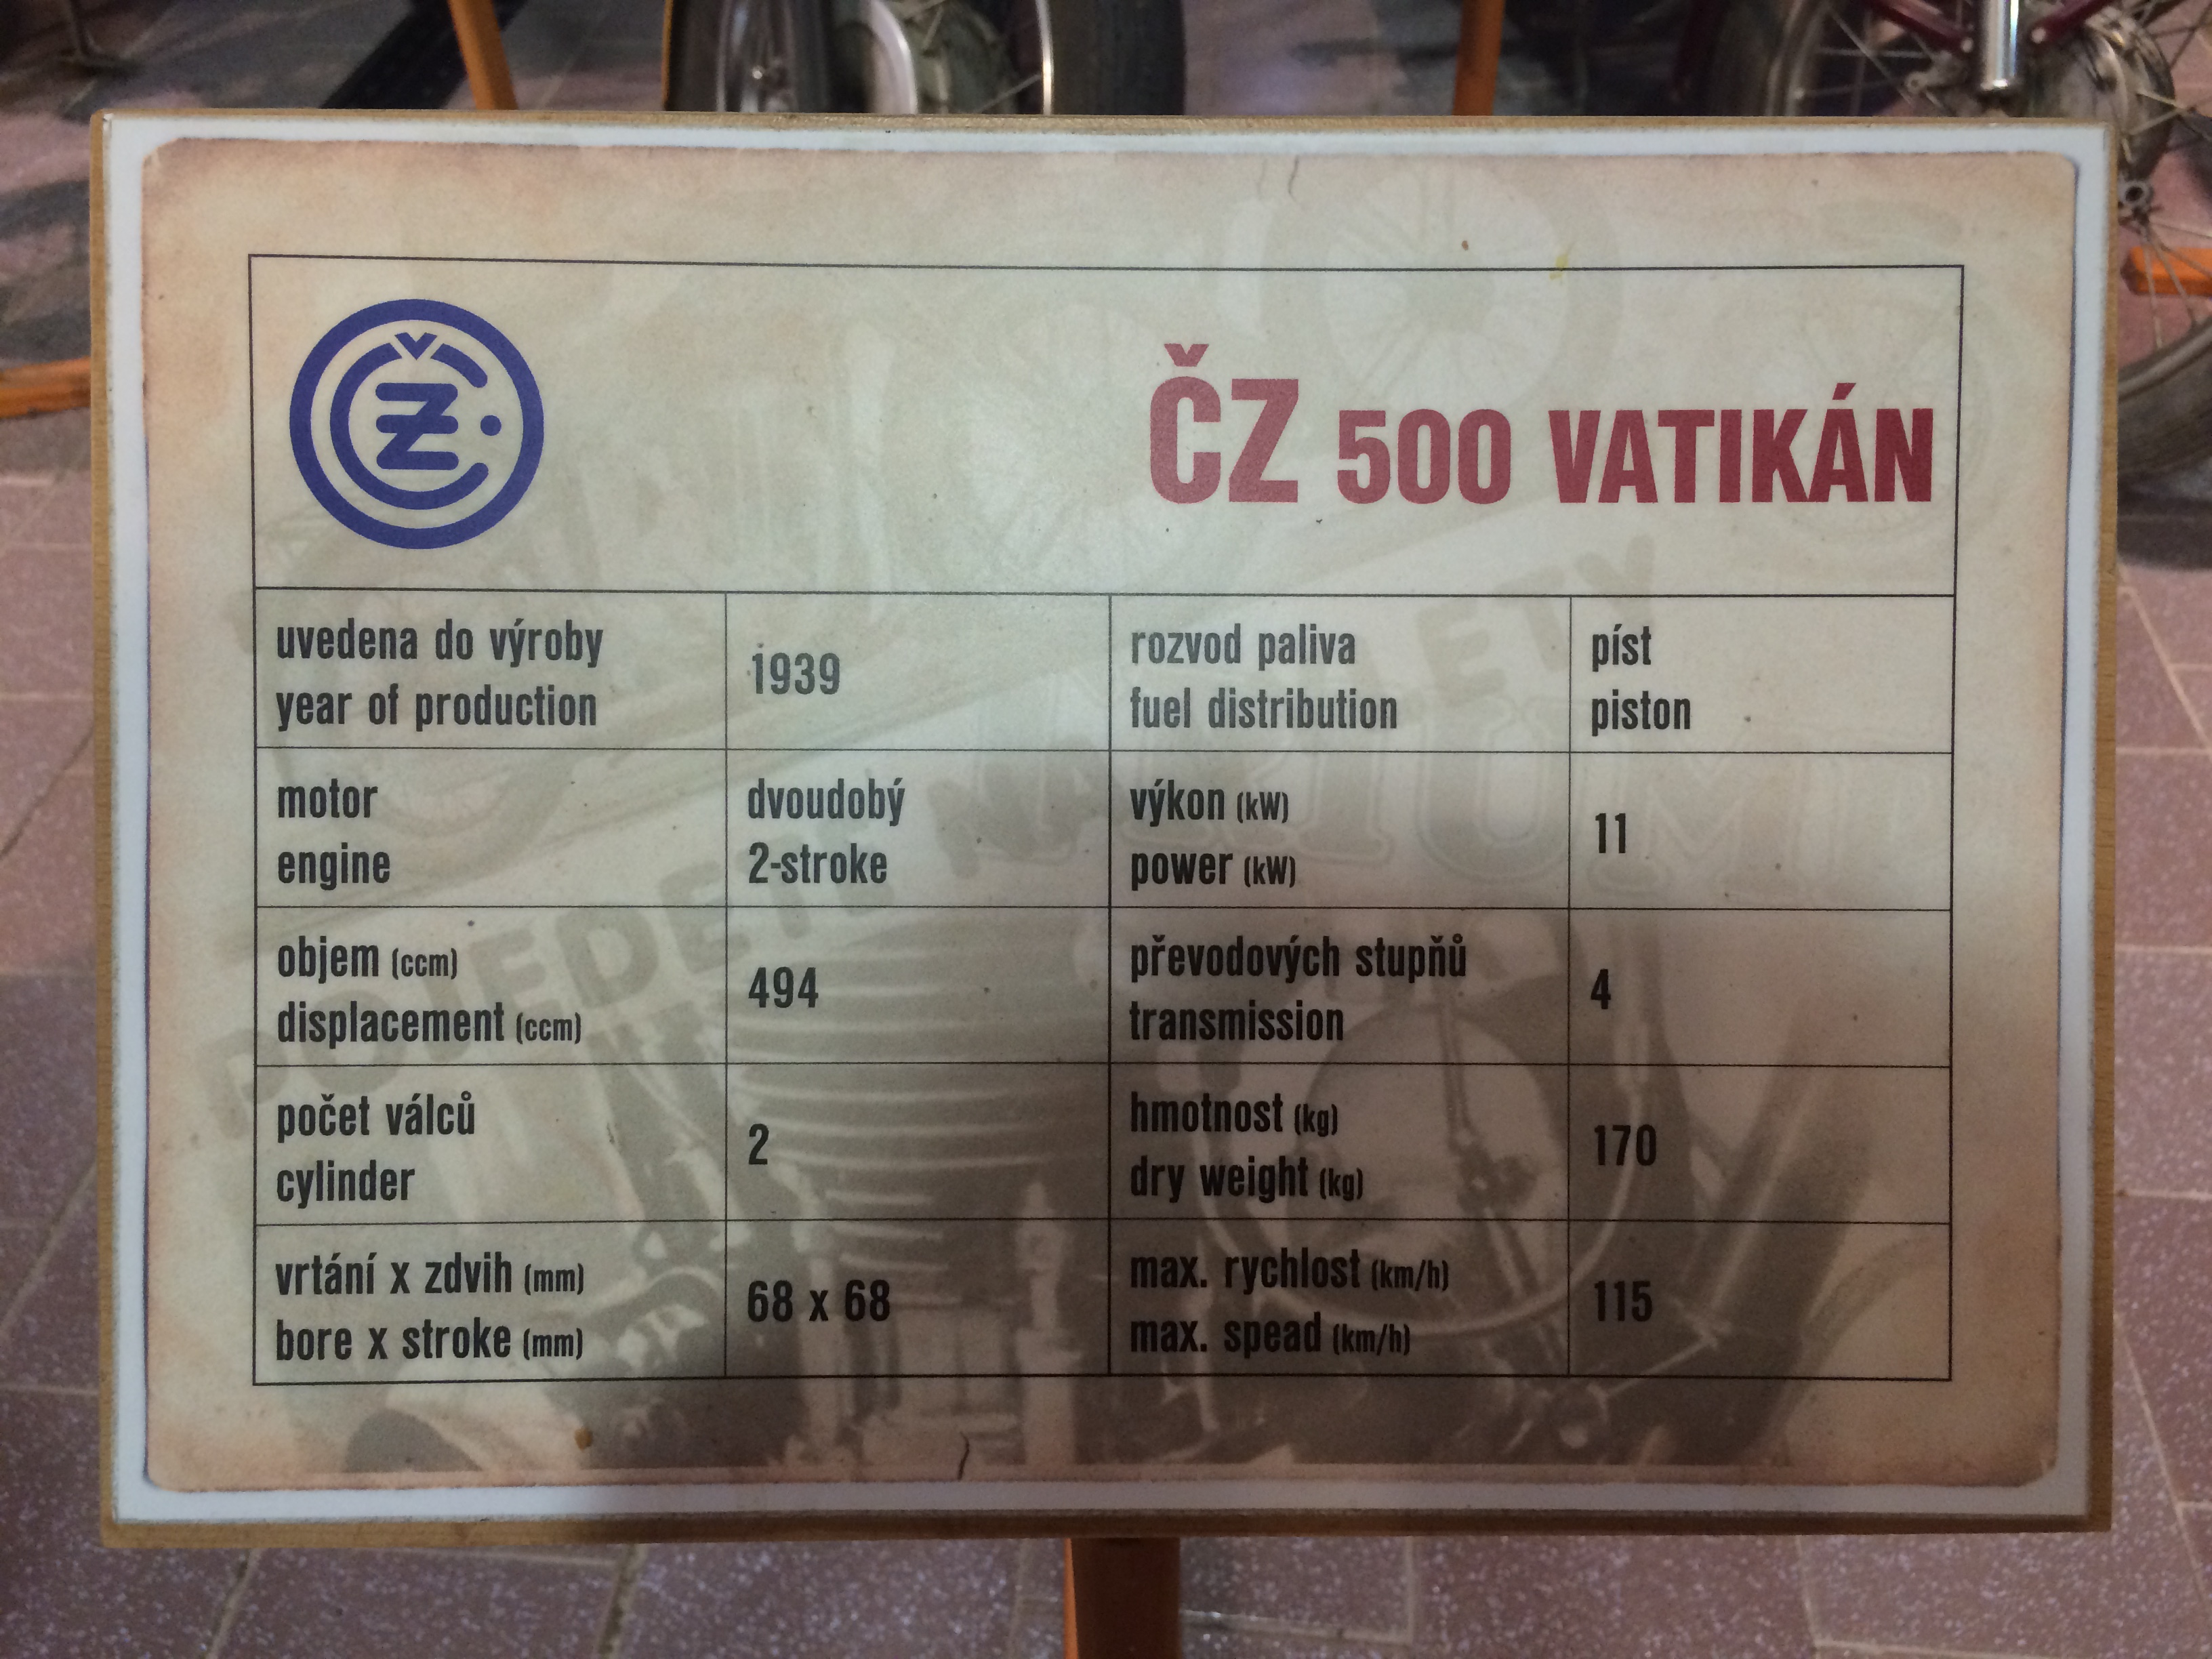 ČZ
ČZ 500 VATIKÁN
uvedena do výroby
year of production
1939
rozvod paliva
fuel distribution
píst
piston
motor
engine
dvoudobý
2-stroke
výkon (kW)
power (kW)
11
objem (ccm)
displacement (ccm)
494
převodových stupňů
transmission
4
počet válců
cylinder
2
hmotnost (kg)
dry weight (kg)
170
vrtání x zdvih (mm)
bore x stroke (mm)
68 x 68
max. rychlost (km/h)
max. spead (km/h)
115